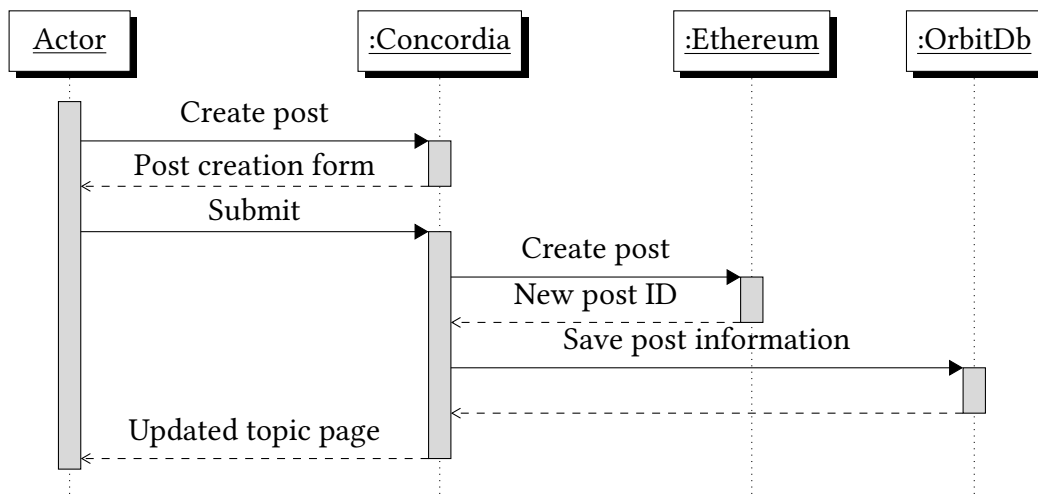 Actor
:Concordia
:Ethereum
:OrbitDb
Create post
Post creation form
Submit
Create post
New post ID
Save post information
Updated topic page